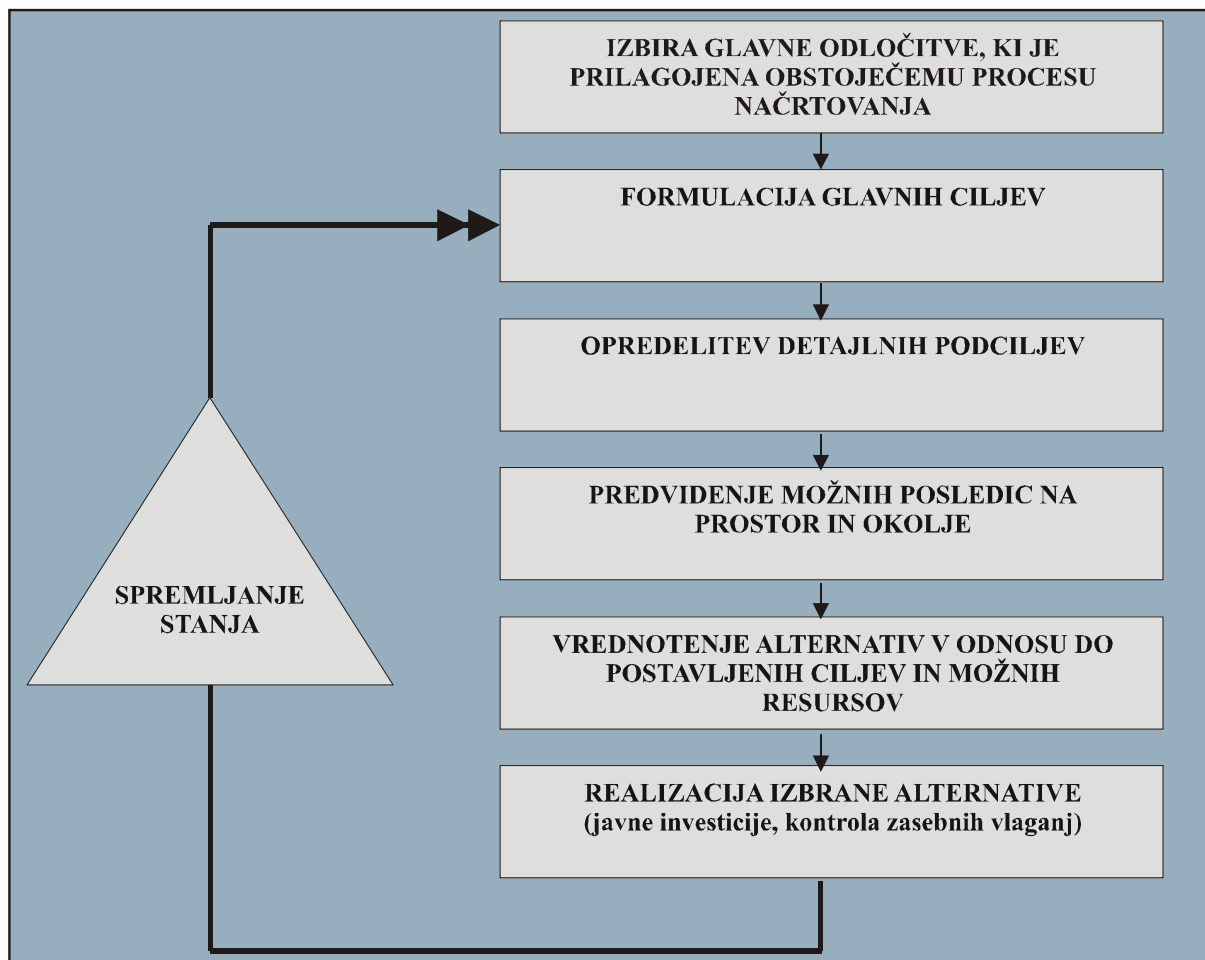 IZBIRA GLAVNE ODLOČITVE, KI JE
PRILAGOJENA OBSTOJEČEMU PROCESU
NAČRTOVANJA
FORMULACIJA GLAVNIH CILJEV
OPREDELITEV DETAJLNIH PODCILJEV
PREDVIDENJE MOŽNIH POSLEDIC NA
PROSTOR IN OKOLJE
VREDNOTENJE ALTERNATIV V ODNOSU DO
POSTAVLJENIH CILJEV IN MOŽNIH
RESURSOV
REALIZACIJA IZBRANE ALTERNATIVE
(javne investicije, kontrola zasebnih vlaganj)
SPREMLJANJE
STANJA